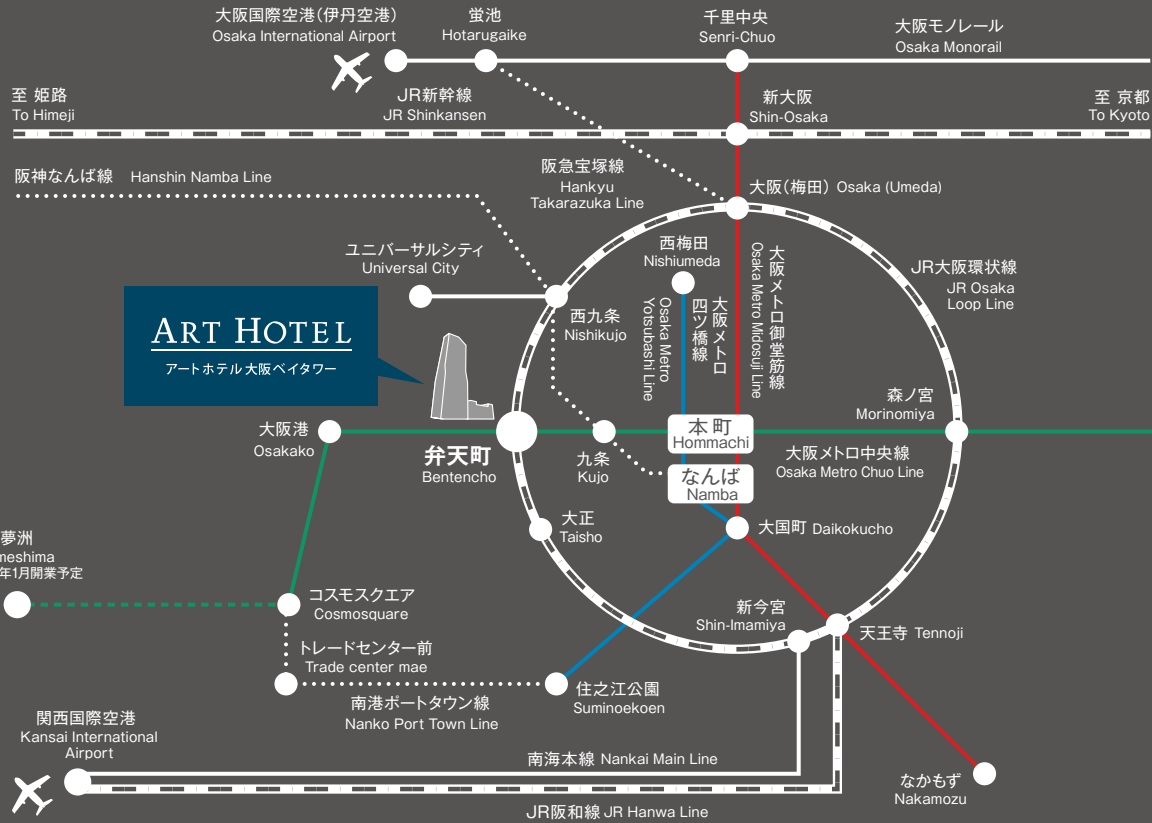 大阪国際空港(伊丹空港)
Osaka International Airport
蛍池
Hotarugaike
千里中央
Senri-Chuo
大阪モノレール
Osaka Monorail
至 姫路
To Himeji
JR新幹線
JR Shinkansen
新大阪
Shin-Osaka
至 京都
To Kyoto
阪神なんば線 Hanshin Namba Line
阪急宝塚線
Hankyu
Takarazuka Line
大阪(梅田) Osaka (Umeda)
ユニバーサルシティ
Universal City
西梅田
Nishiumeda
大阪メトロ御堂筋線
Osaka Metro Midosuji Line
JR大阪環状線
JR Osaka
Loop Line
ART HOTEL
アートホテル 大阪ベイタワー
西九条
Nishikujo
大阪メトロ
四ツ橋線
Osaka Metro
Yotsubashi Line
森ノ宮
Morinomiya
大阪港
Osakako
弁天町
Bentencho
九条
Kujo
本町
Hommachi
大阪メトロ中央線
Osaka Metro Chuo Line
なんば
Namba
大正
Taisho
大国町 Daikokucho
夢洲
meshima
年1月開業予定
コスモスクエア
Cosmosquare
新今宮
Shin-Imamiya
天王寺 Tennoji
トレードセンター前
Trade center mae
南港ポートタウン線
Nanko Port Town Line
住之江公園
Suminoekoen
関西国際空港
Kansai International
Airport
南海本線 Nankai Main Line
なかもず
Nakamozu
JR阪和線 JR Hanwa Line